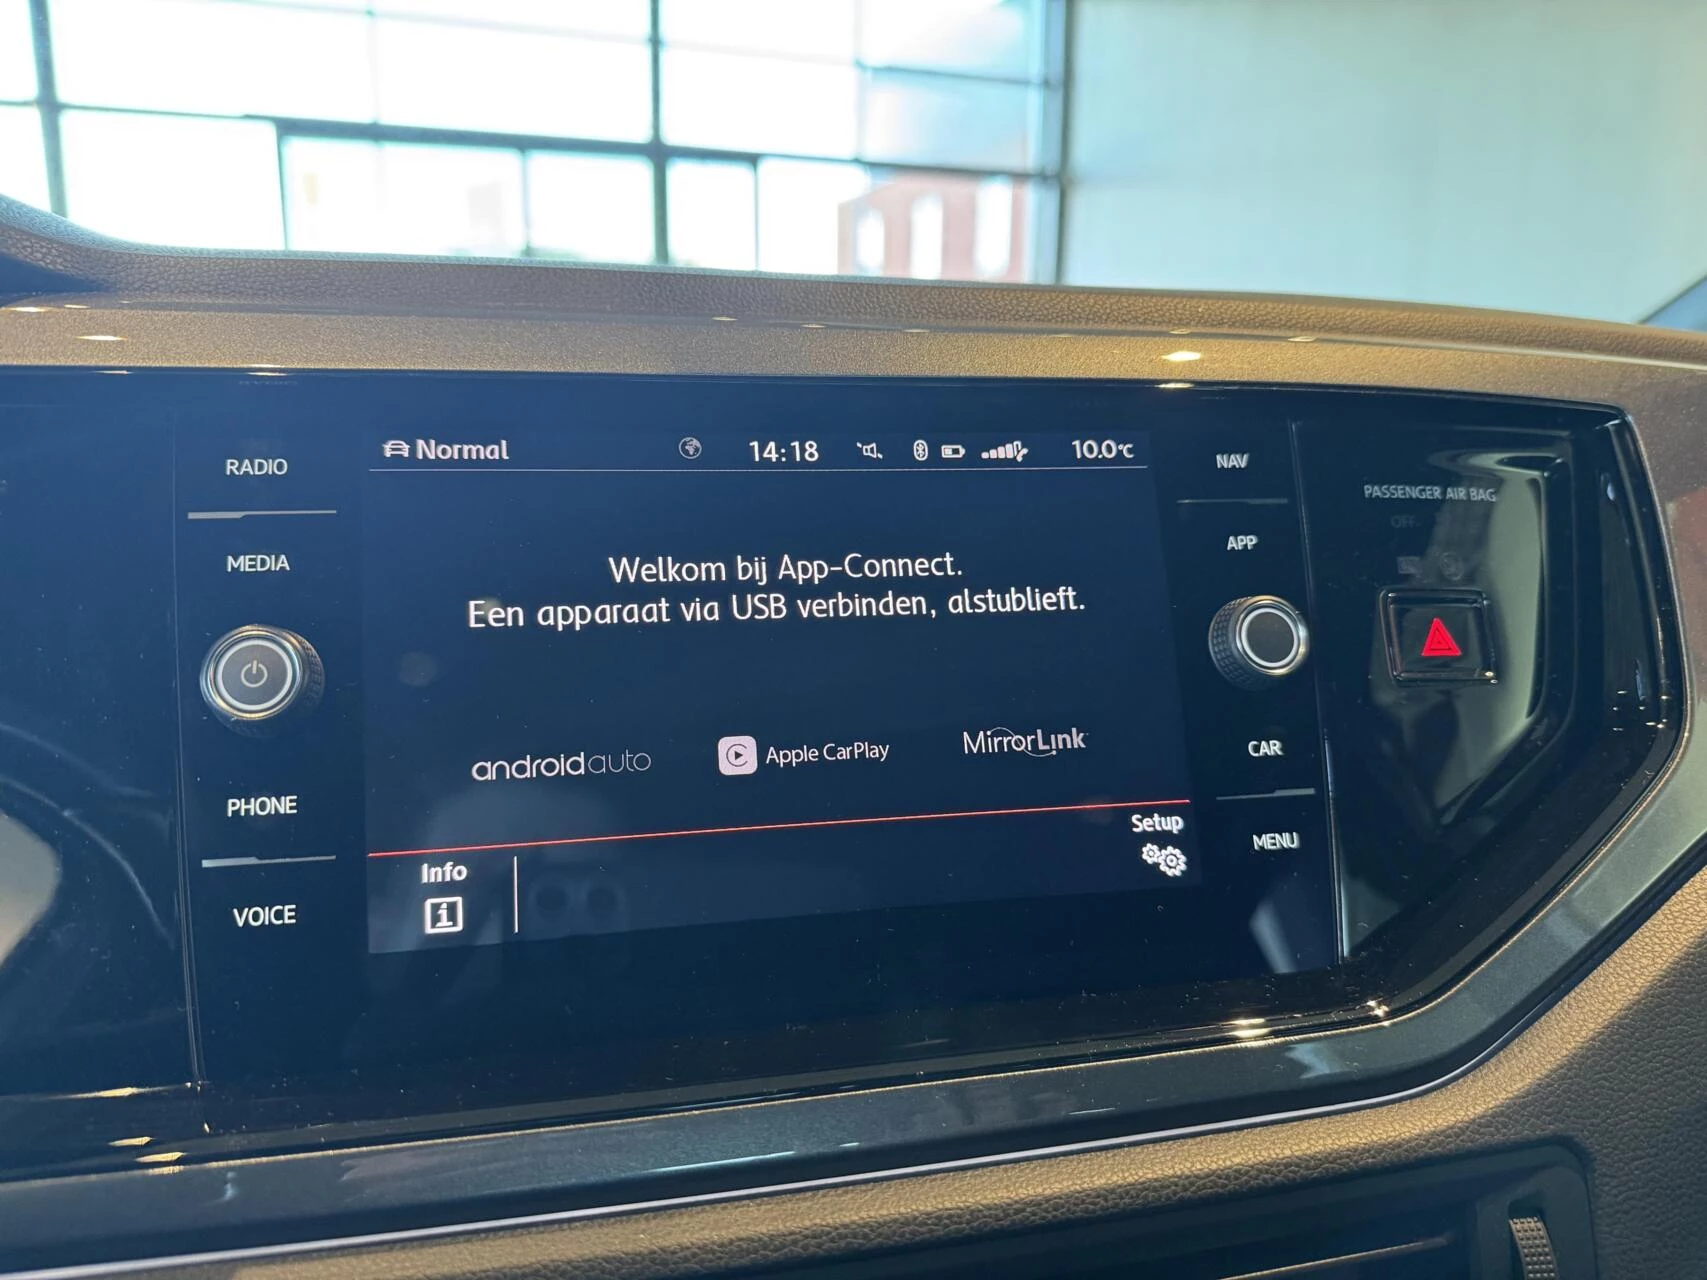 RADIO
MEDIA
PHONE
VOICE
Normal 14:18 10.0°C
Welkom bij App-Connect.
Een apparaat via USB verbinden, alstublieft.
androidauto Apple CarPlay MirrorLink
Info
Setup
NAV
APP
CAR
MENU
PASSENGER AIR BAG
OFF